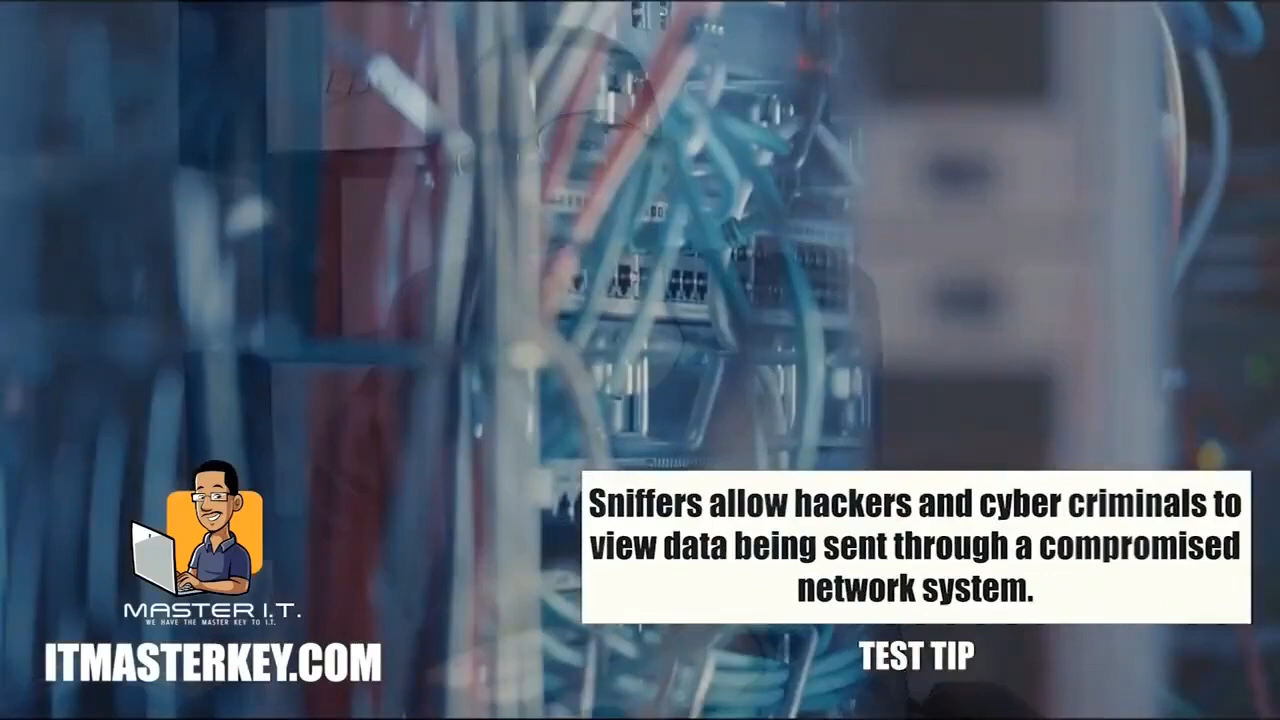 Sniffers allow hackers and cyber criminals to
view data being sent through a compromised
network system.
MASTER I.T.
WE HAVE THE MASTER KEY TO I.T.
ITMASTERKEY.COM
TEST TIP